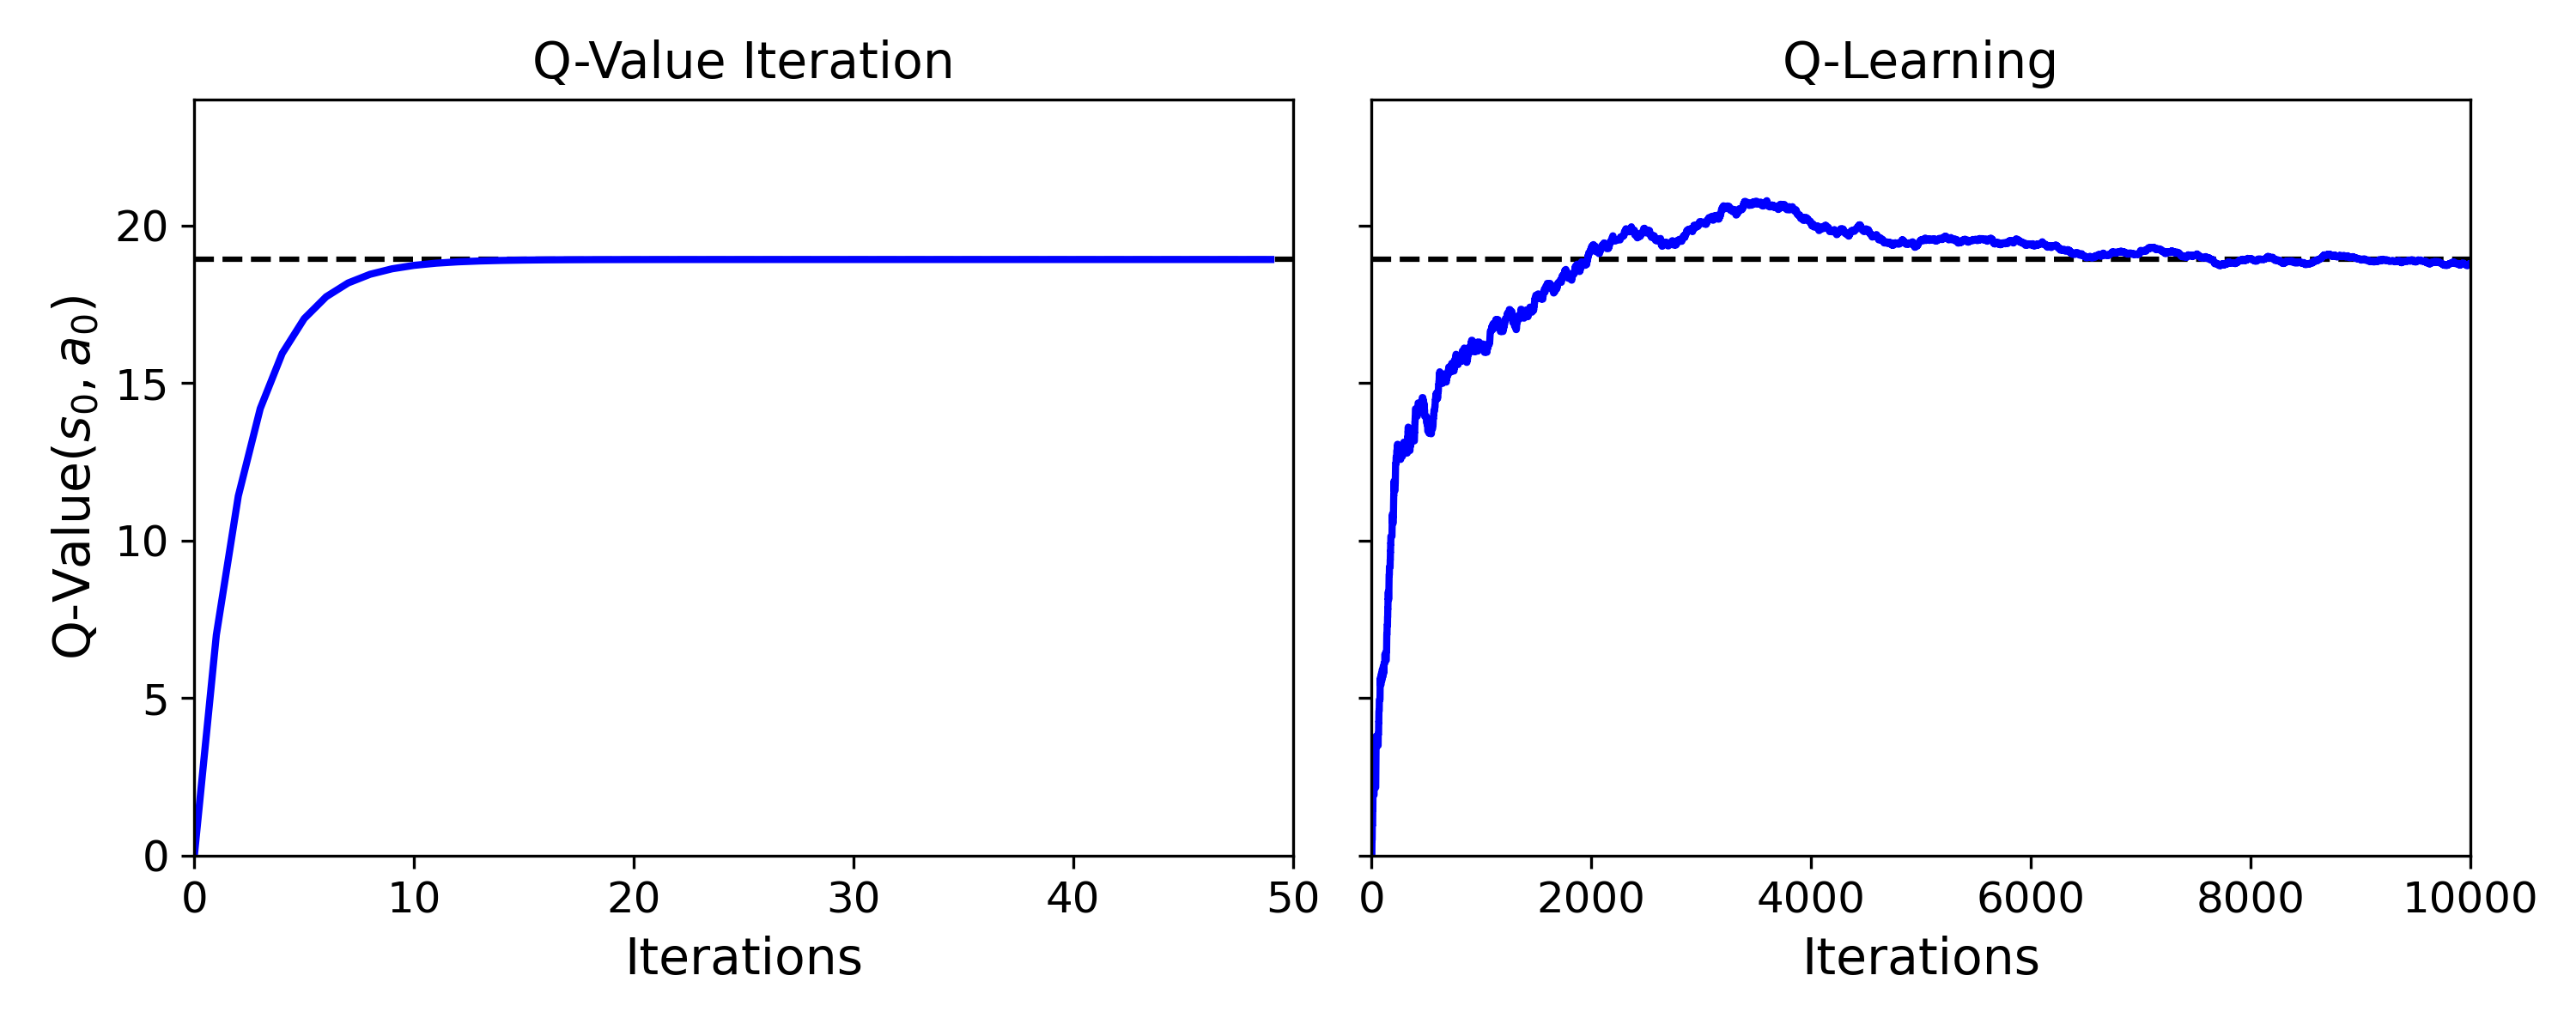 Q-Value Iteration
Q-Value(s₀, a₀)
20
15
10
5
0
0 10 20 30 40 50
Iterations
Q-Learning
0 2000 4000 6000 8000 10000
Iterations